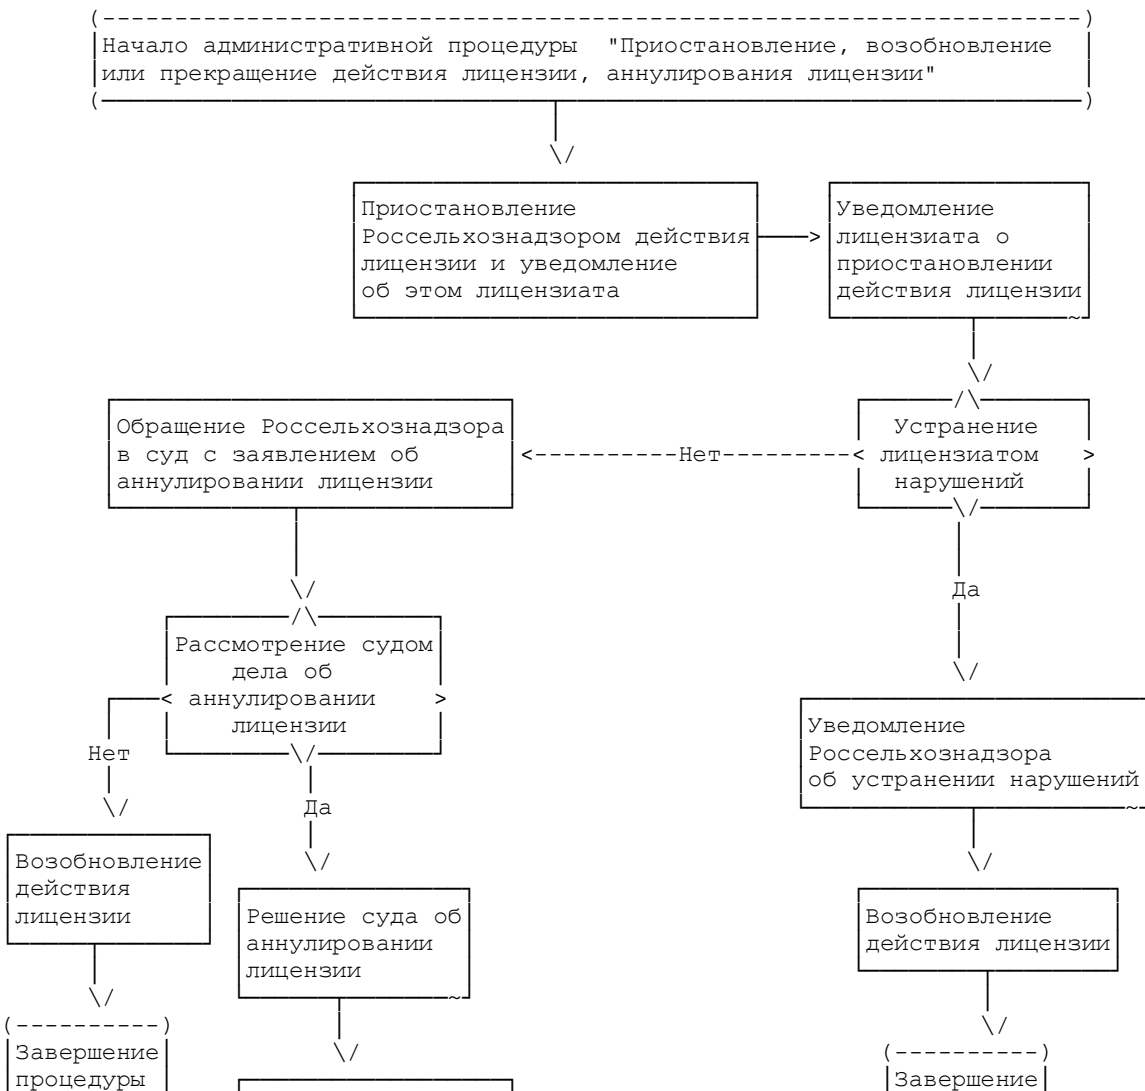 Начало административной процедуры "Приостановление, возобновление
или прекращение действия лицензии, аннулирования лицензии"
Приостановление
Россельхознадзором действия
лицензии и уведомление
об этом лицензиата
Уведомление
лицензиата о
приостановлении
действия лицензии
Обращение Россельхознадзора
в суд с заявлением об
аннулировании лицензии
Нет
Устранение
лицензиатом
нарушений
Да
Рассмотрение судом
дела об
аннулировании
лицензии
Нет
Да
Уведомление
Россельхознадзора
об устранении нарушений
Возобновление
действия
лицензии
Решение суда об
аннулировании
лицензии
Возобновление
действия лицензии
Завершение
процедуры
Завершение